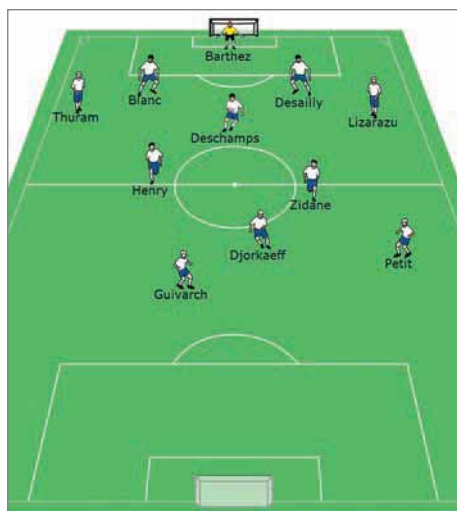 Barthez
Blanc
Desailly
Thuram
Deschamps
Lizarazu
Henry
Zidane
Djorkaeff
Petit
Guivarch